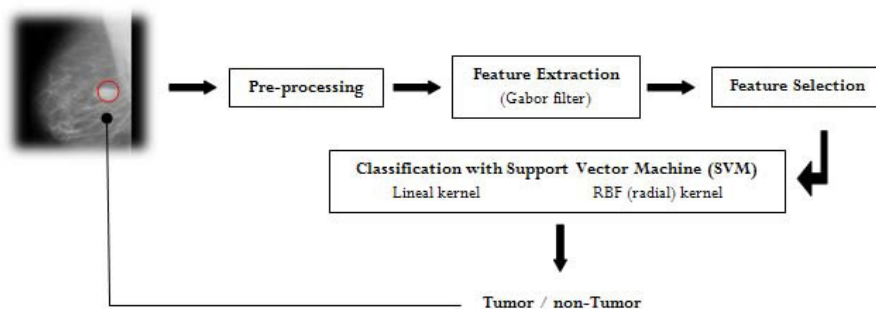 Pre-processing
Feature Extraction
(Gabor filter)
Feature Selection
Classification with Support Vector Machine (SVM)
Lineal kernel
RBF (radial) kernel
Tumor / non-Tumor